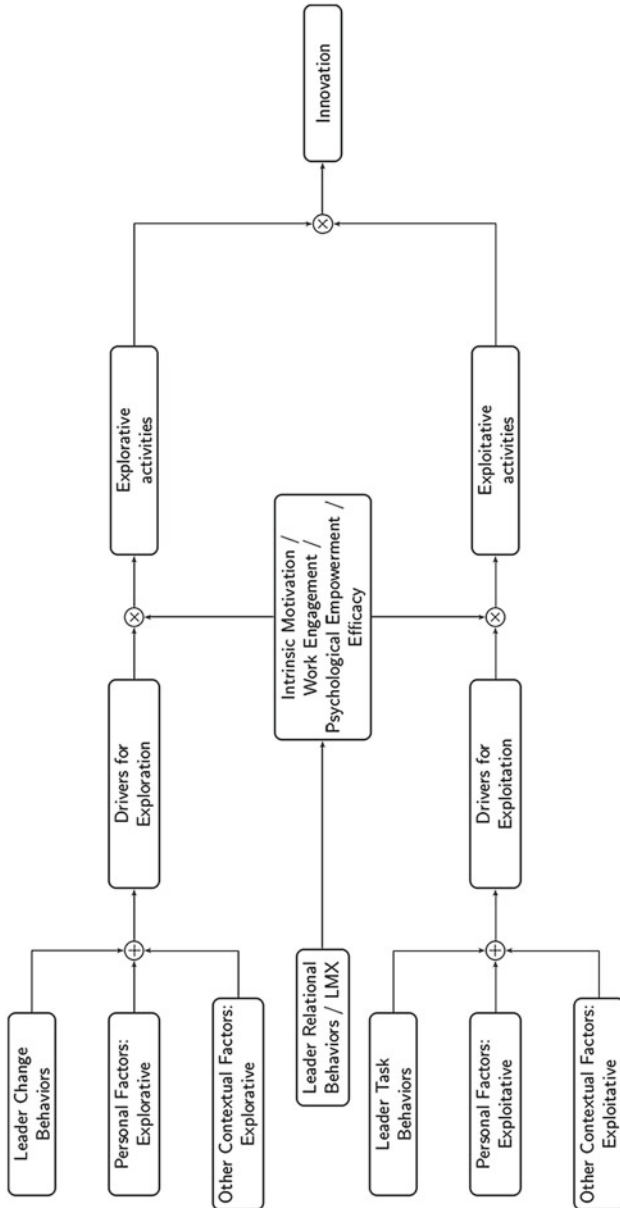 Leader Change
Behaviors
Personal Factors:
Explorative
Other Contextual Factors:
Explorative
+
Drivers for
Exploration
×
Explorative
activities
Leader Relational
Behaviors / LMX
Intrinsic Motivation /
Work Engagement /
Psychological Empowerment /
Efficacy
Leader Task
Behaviors
Personal Factors:
Exploitative
Other Contextual Factors:
Exploitative
+
Drivers for
Exploitation
×
Exploitative
activities
×
Innovation